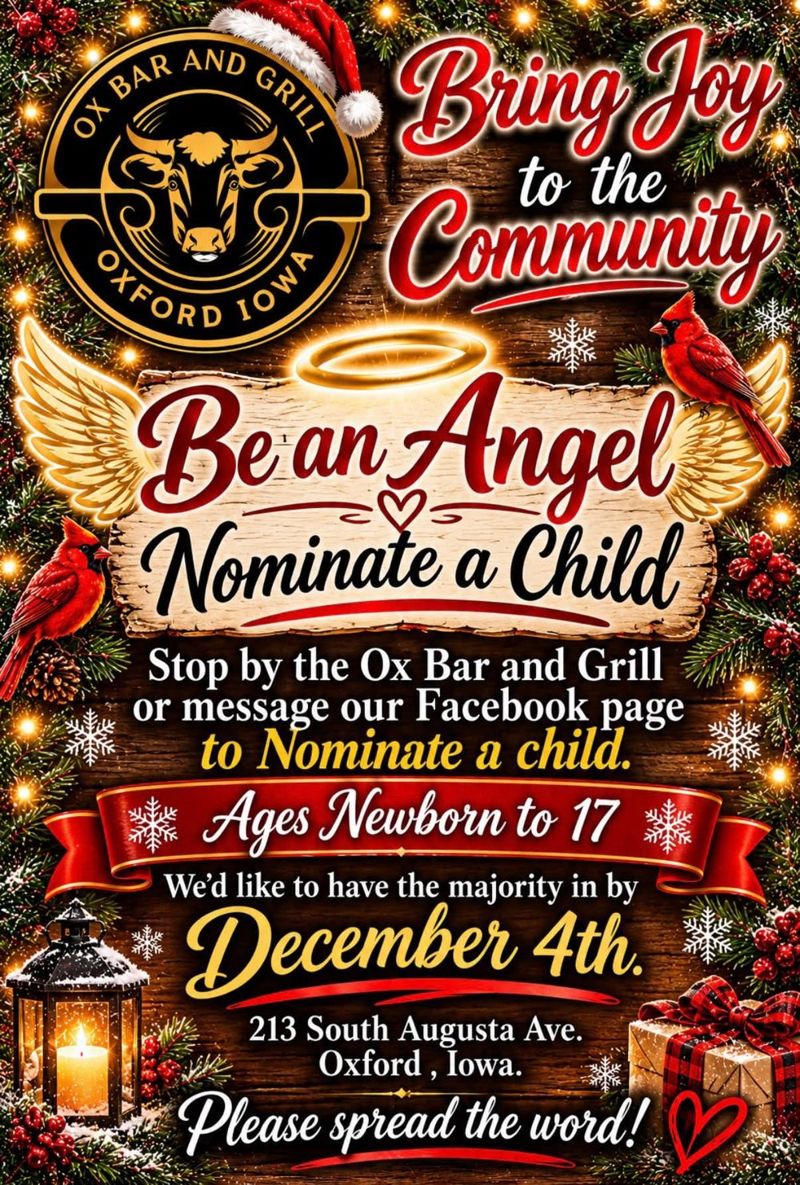 OX BAR AND GRILL
OXFORD IOWA
Bring Joy
to the
Community
Be an Angel
Nominate a Child
Stop by the Ox Bar and Grill
or message our Facebook page
to Nominate a child.
Ages Newborn to 17
We'd like to have the majority in by
December 4th.
213 South Augusta Ave.
Oxford , Iowa.
Please spread the word!